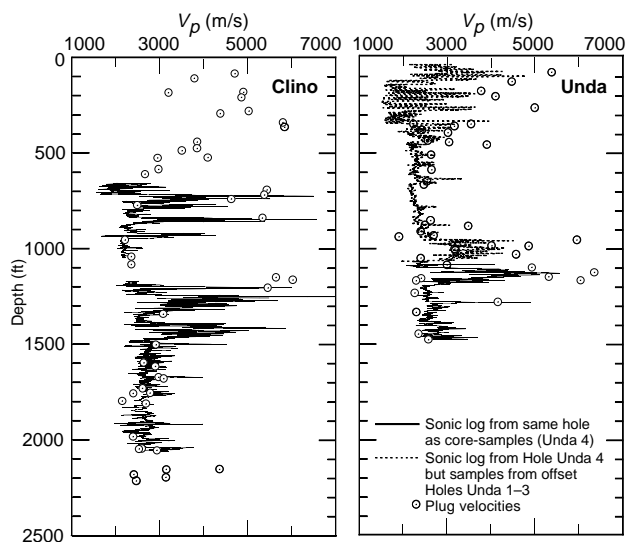 Vp (m/s)
Vp (m/s)
1000 3000 5000 7000
1000 3000 5000 7000
0
500
1000
1500
2000
2500
Depth (ft)
Clino
Unda
Sonic log from same hole
as core-samples (Unda 4)
Sonic log from Hole Unda 4
but samples from offset
Holes Unda 1–3
Plug velocities